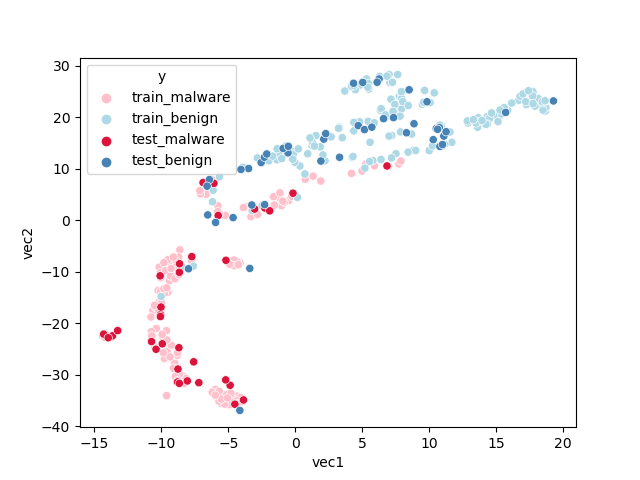 y
train_malware
train_benign
test_malware
test_benign
30
20
10
0
−10
−20
−30
−40
vec2
−15 −10 −5 0 5 10 15 20
vec1